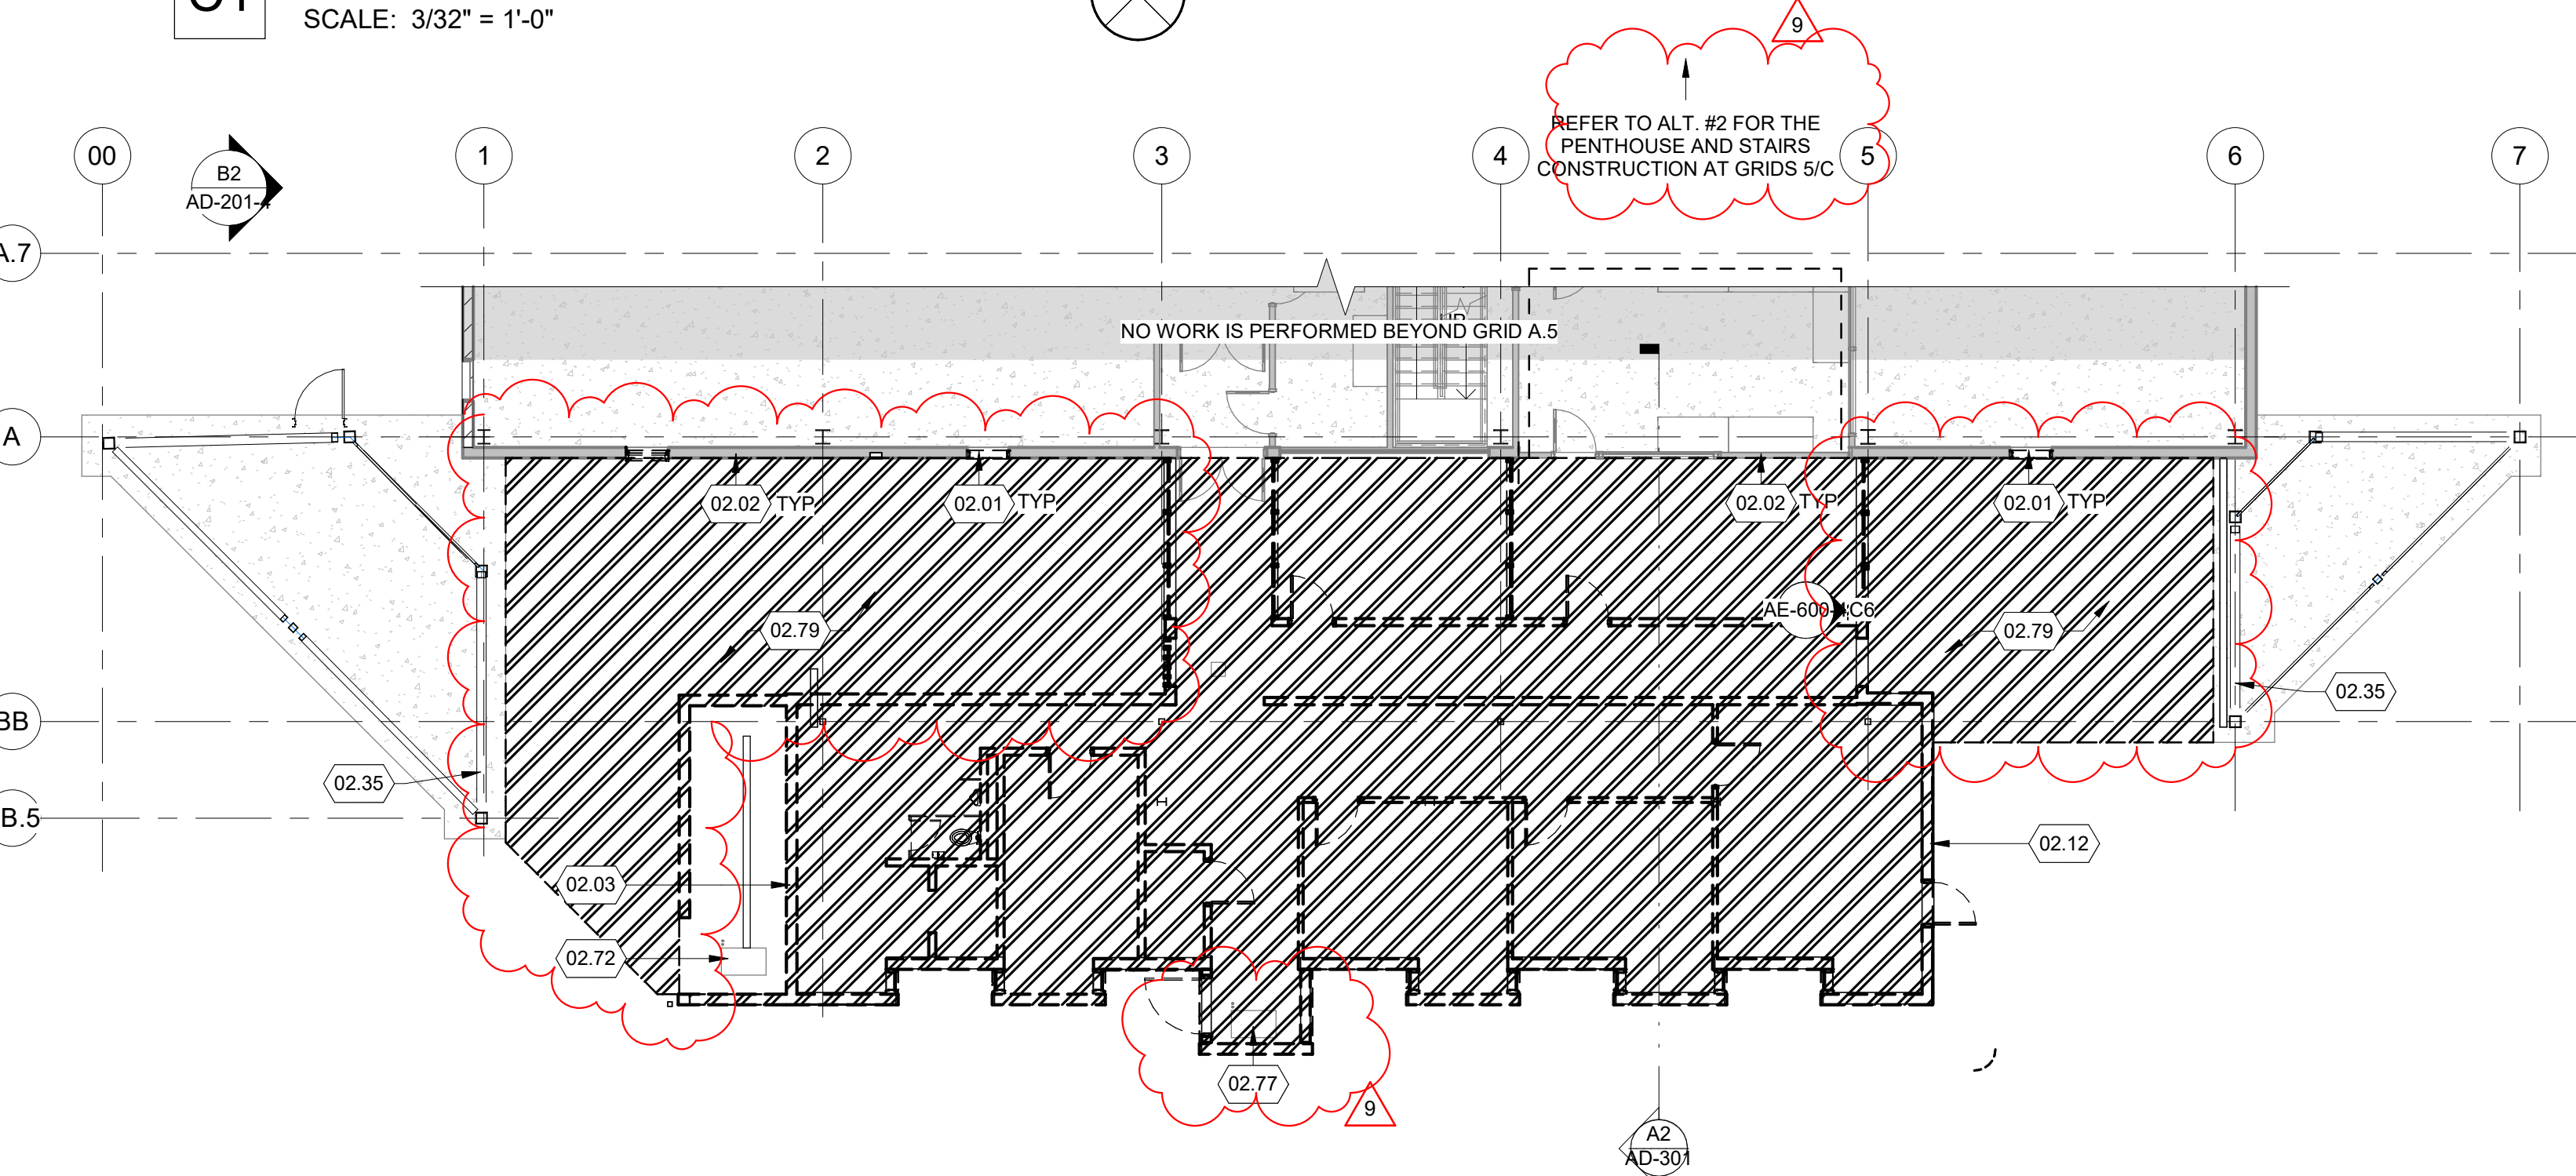 SCALE: 3/32" = 1'-0"
9
REFER TO ALT. #2 FOR THE
PENTHOUSE AND STAIRS
CONSTRUCTION AT GRIDS 5/C
00
1
2
3
4
5
6
7
B2
AD-201-4
A.7
NO WORK IS PERFORMED BEYOND GRID A.5
A
02.02 TYP
02.01 TYP
02.02 TYP
02.01 TYP
AE-600-4
C6
02.79
02.79
02.35
BB
02.35
B.5
02.12
02.03
02.72
02.77
9
A2
AD-301